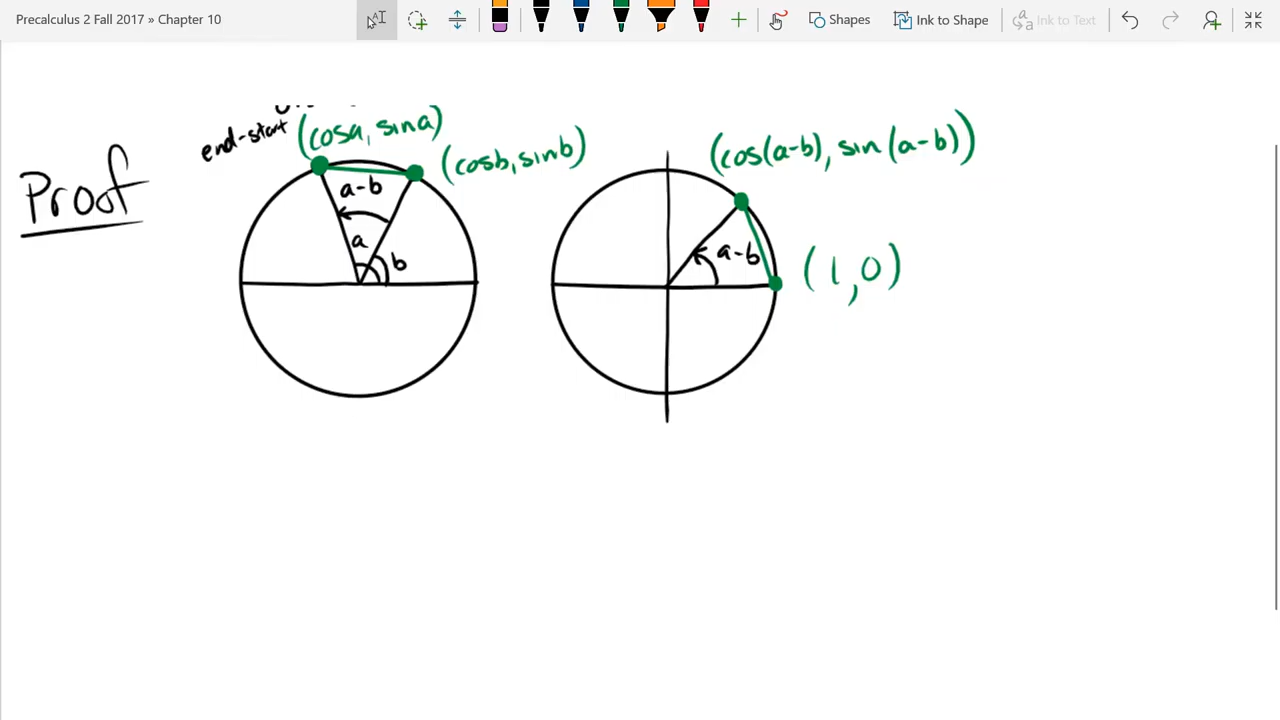 Precalculus 2 Fall 2017 » Chapter 10
Shapes
Ink to Shape
Ink to Text
Proof
end-start
(cosa, sina)
(cosb, sinb)
a-b
a
b
(cos(a-b), sin(a-b))
a-b
(1,0)